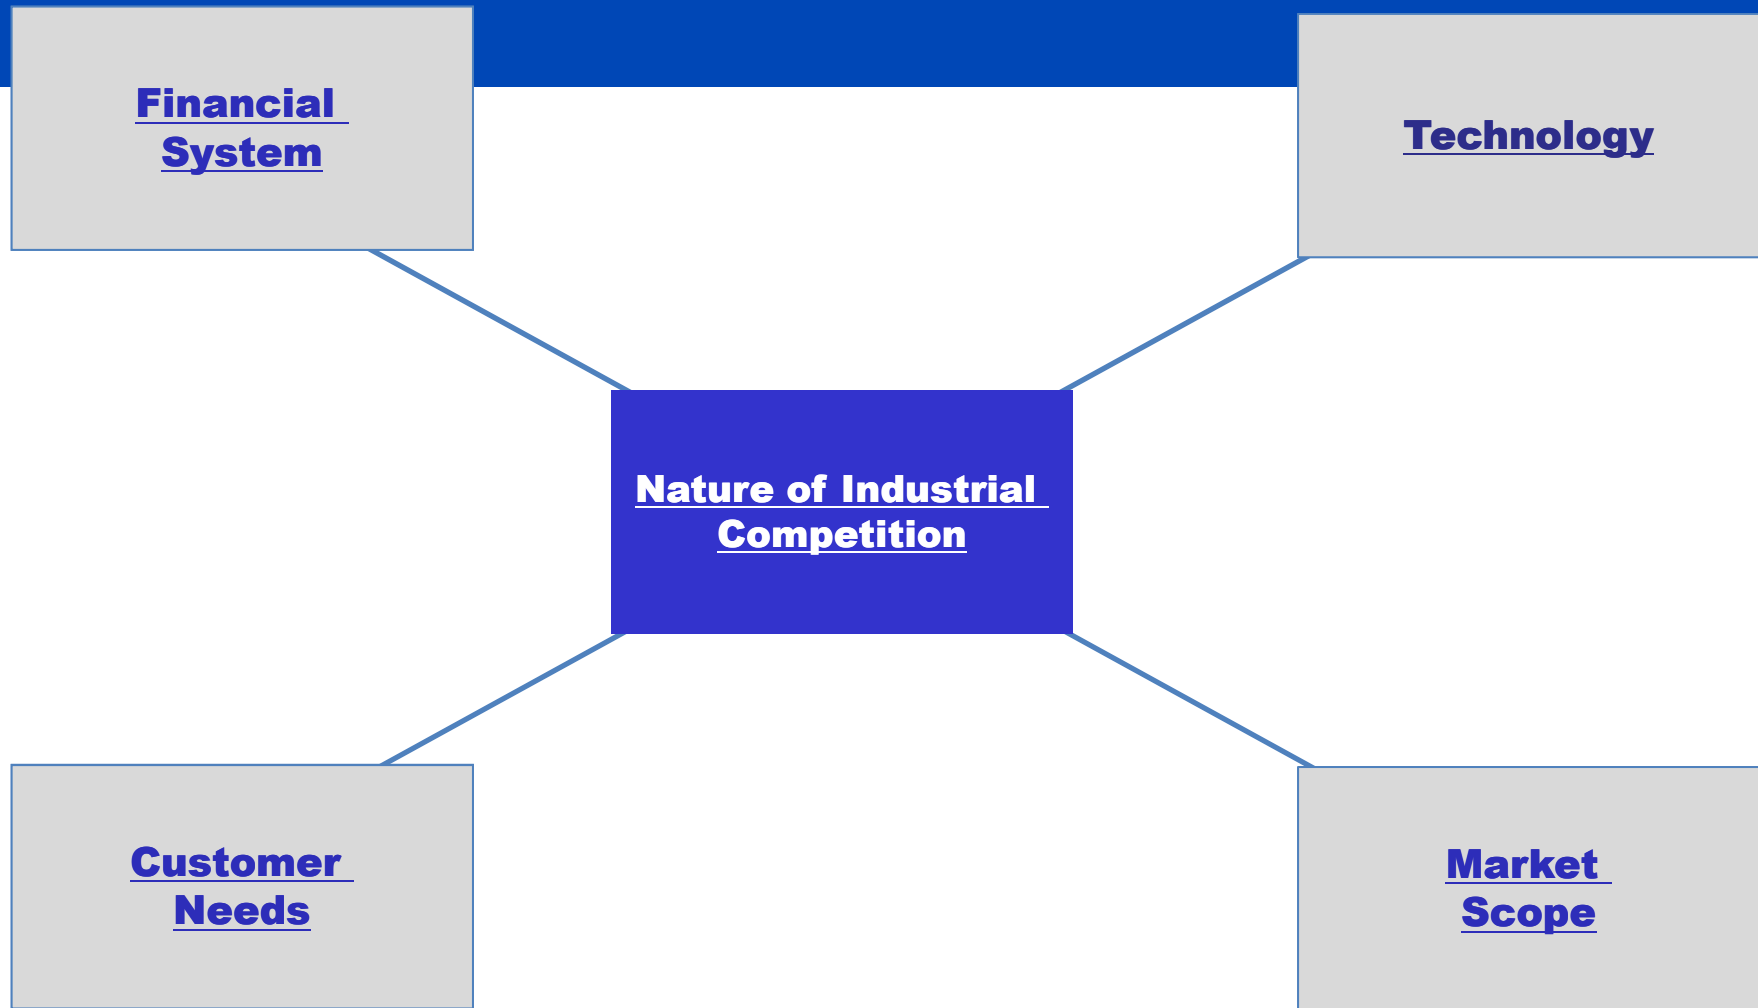 Financial
System
Technology
Nature of Industrial
Competition
Customer
Needs
Market
Scope